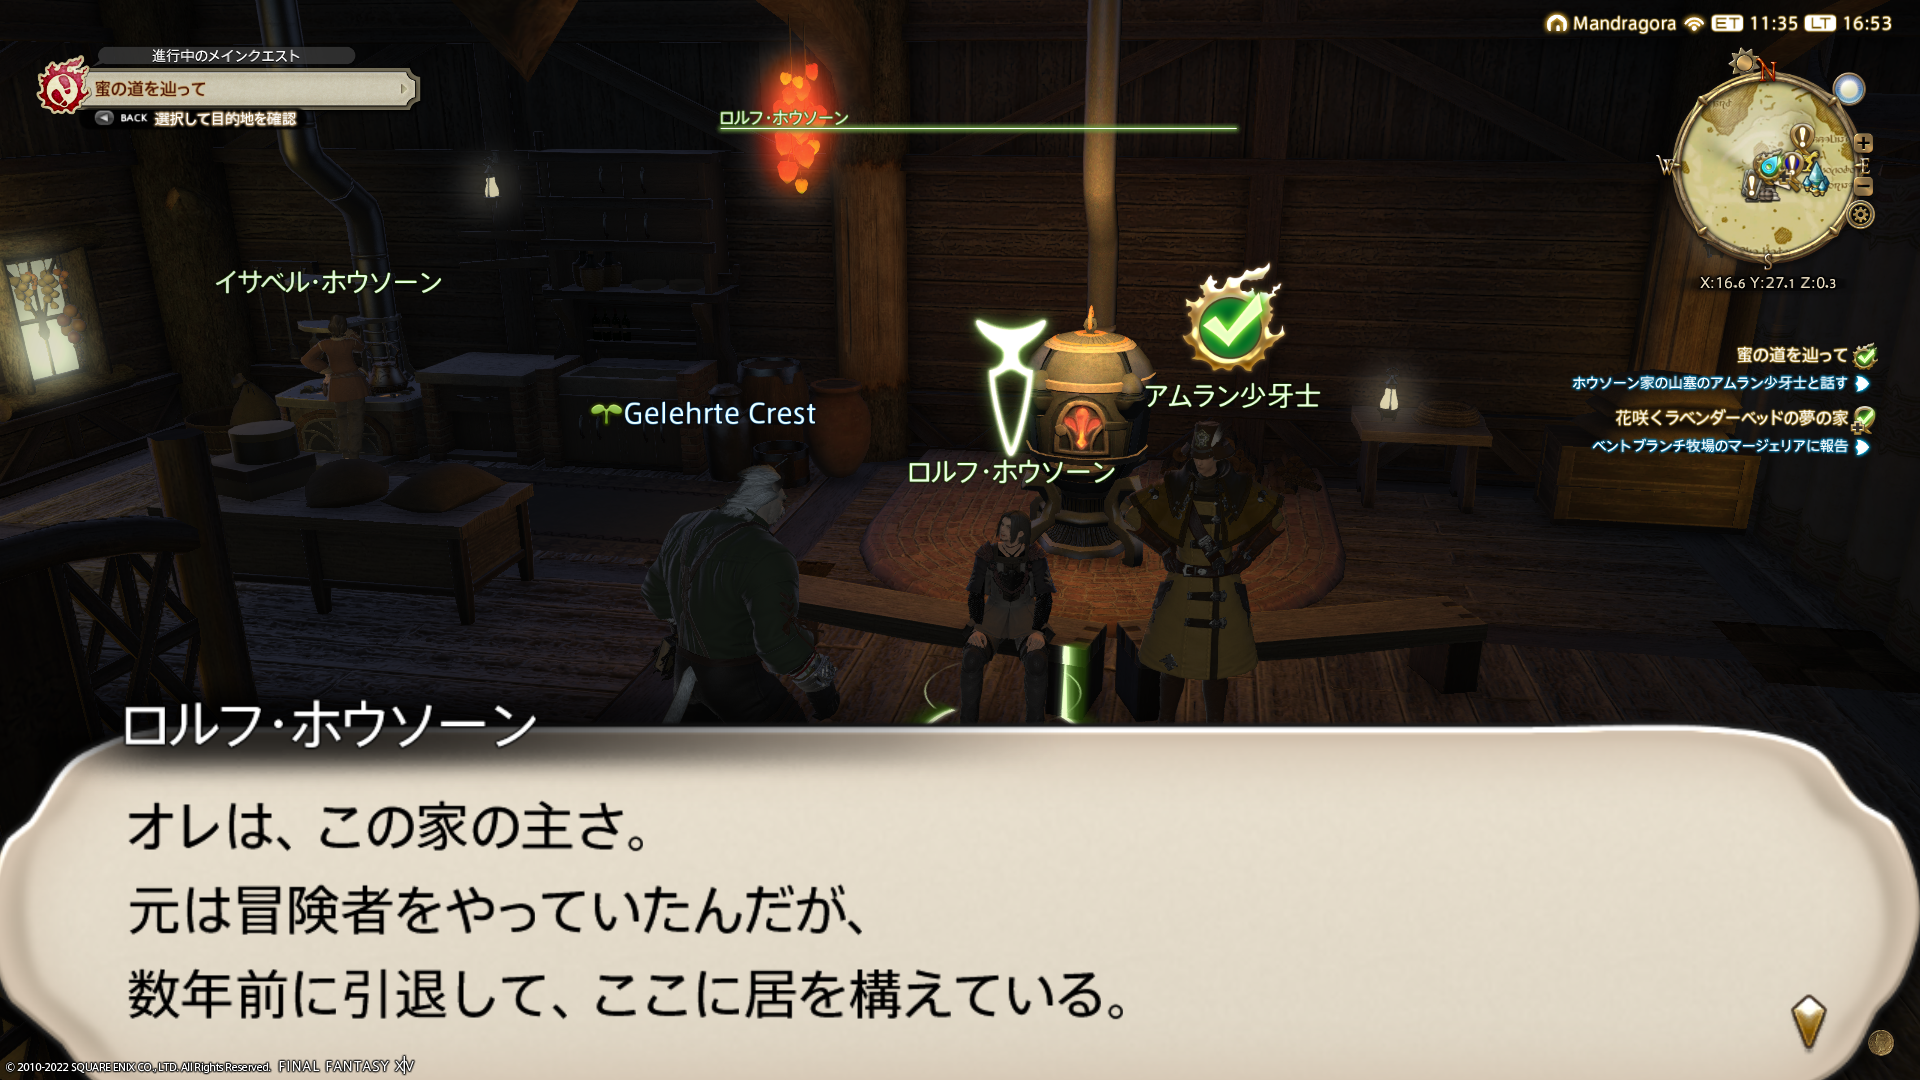 Mandragora ET 11:35 LT 16:53
進行中のメインクエスト
蜜の道を辿って
BACK 選択して目的地を確認
ロルフ・ホウソーン
N
W
E
S
X:16.6 Y:27.1 Z:0.3
イサベル・ホウソーン
蜜の道を辿って
ホウソーン家の山塞のアムラン少牙士と話す
花咲くラベンダーベッドの夢の家
ベントブランチ牧場のマージェリアに報告
アムラン少牙士
Gelehrte Crest
ロルフ・ホウソーン
ロルフ・ホウソーン
オレは、この家の主さ。
元は冒険者をやっていたんだが、
数年前に引退して、ここに居を構えている。
© 2010-2022 SQUARE ENIX CO., LTD. All Rights Reserved. FINAL FANTASY XIV